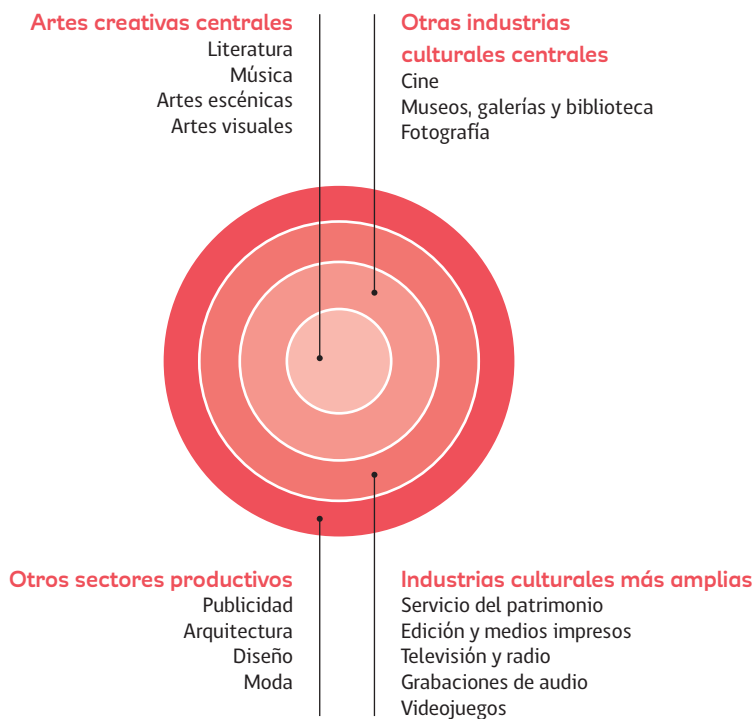 Artes creativas centrales
Literatura
Música
Artes escénicas
Artes visuales
Otras industrias
culturales centrales
Cine
Museos, galerías y biblioteca
Fotografía
Otros sectores productivos
Publicidad
Arquitectura
Diseño
Moda
Industrias culturales más amplias
Servicio del patrimonio
Edición y medios impresos
Televisión y radio
Grabaciones de audio
Videojuegos